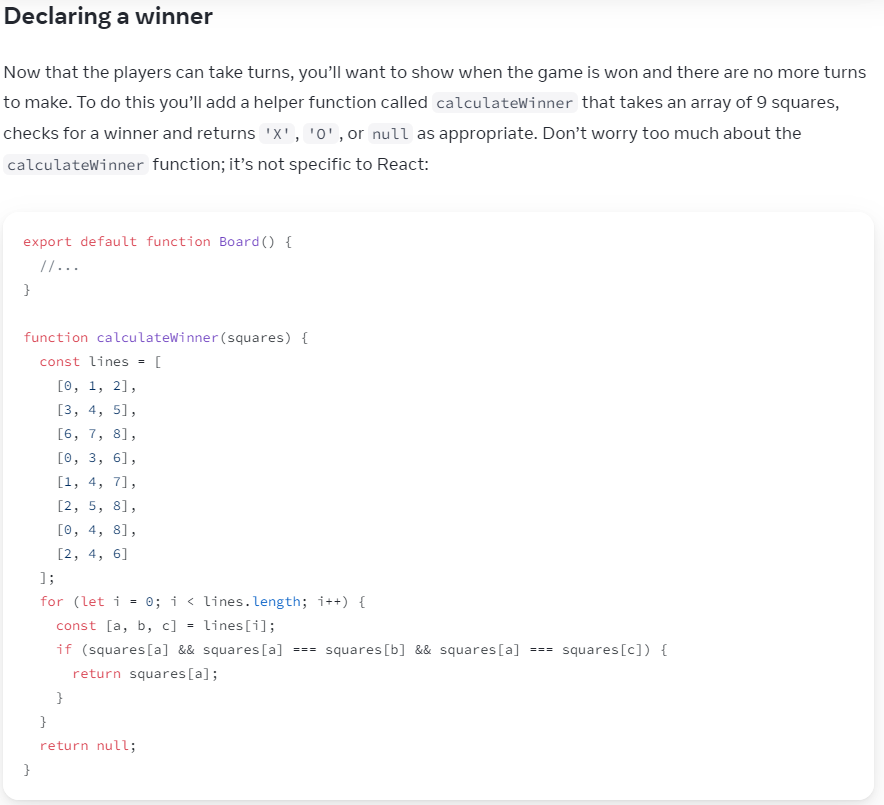 Declaring a winner
Now that the players can take turns, you’ll want to show when the game is won and there are no more turns
to make. To do this you’ll add a helper function called calculateWinner that takes an array of 9 squares,
checks for a winner and returns 'X', 'O', or null as appropriate. Don’t worry too much about the
calculateWinner function; it’s not specific to React:
export default function Board() {
  //...
}

function calculateWinner(squares) {
  const lines = [
    [0, 1, 2],
    [3, 4, 5],
    [6, 7, 8],
    [0, 3, 6],
    [1, 4, 7],
    [2, 5, 8],
    [0, 4, 8],
    [2, 4, 6]
  ];
  for (let i = 0; i < lines.length; i++) {
    const [a, b, c] = lines[i];
    if (squares[a] && squares[a] === squares[b] && squares[a] === squares[c]) {
      return squares[a];
    }
  }
  return null;
}